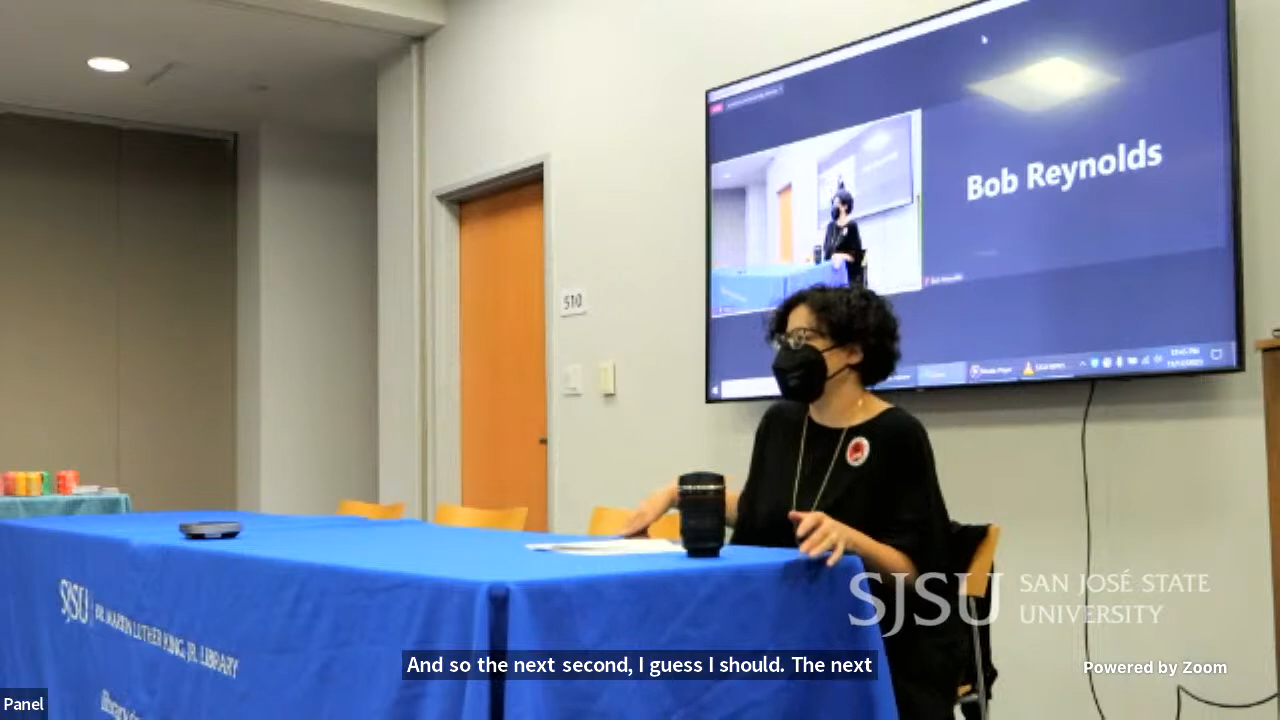 Bob Reynolds
510
SJSU
SAN JOSÉ STATE
UNIVERSITY
SJSU
DR. MARTIN LUTHER KING, JR. LIBRARY
And so the next second, I guess I should. The next
Powered by Zoom
Panel